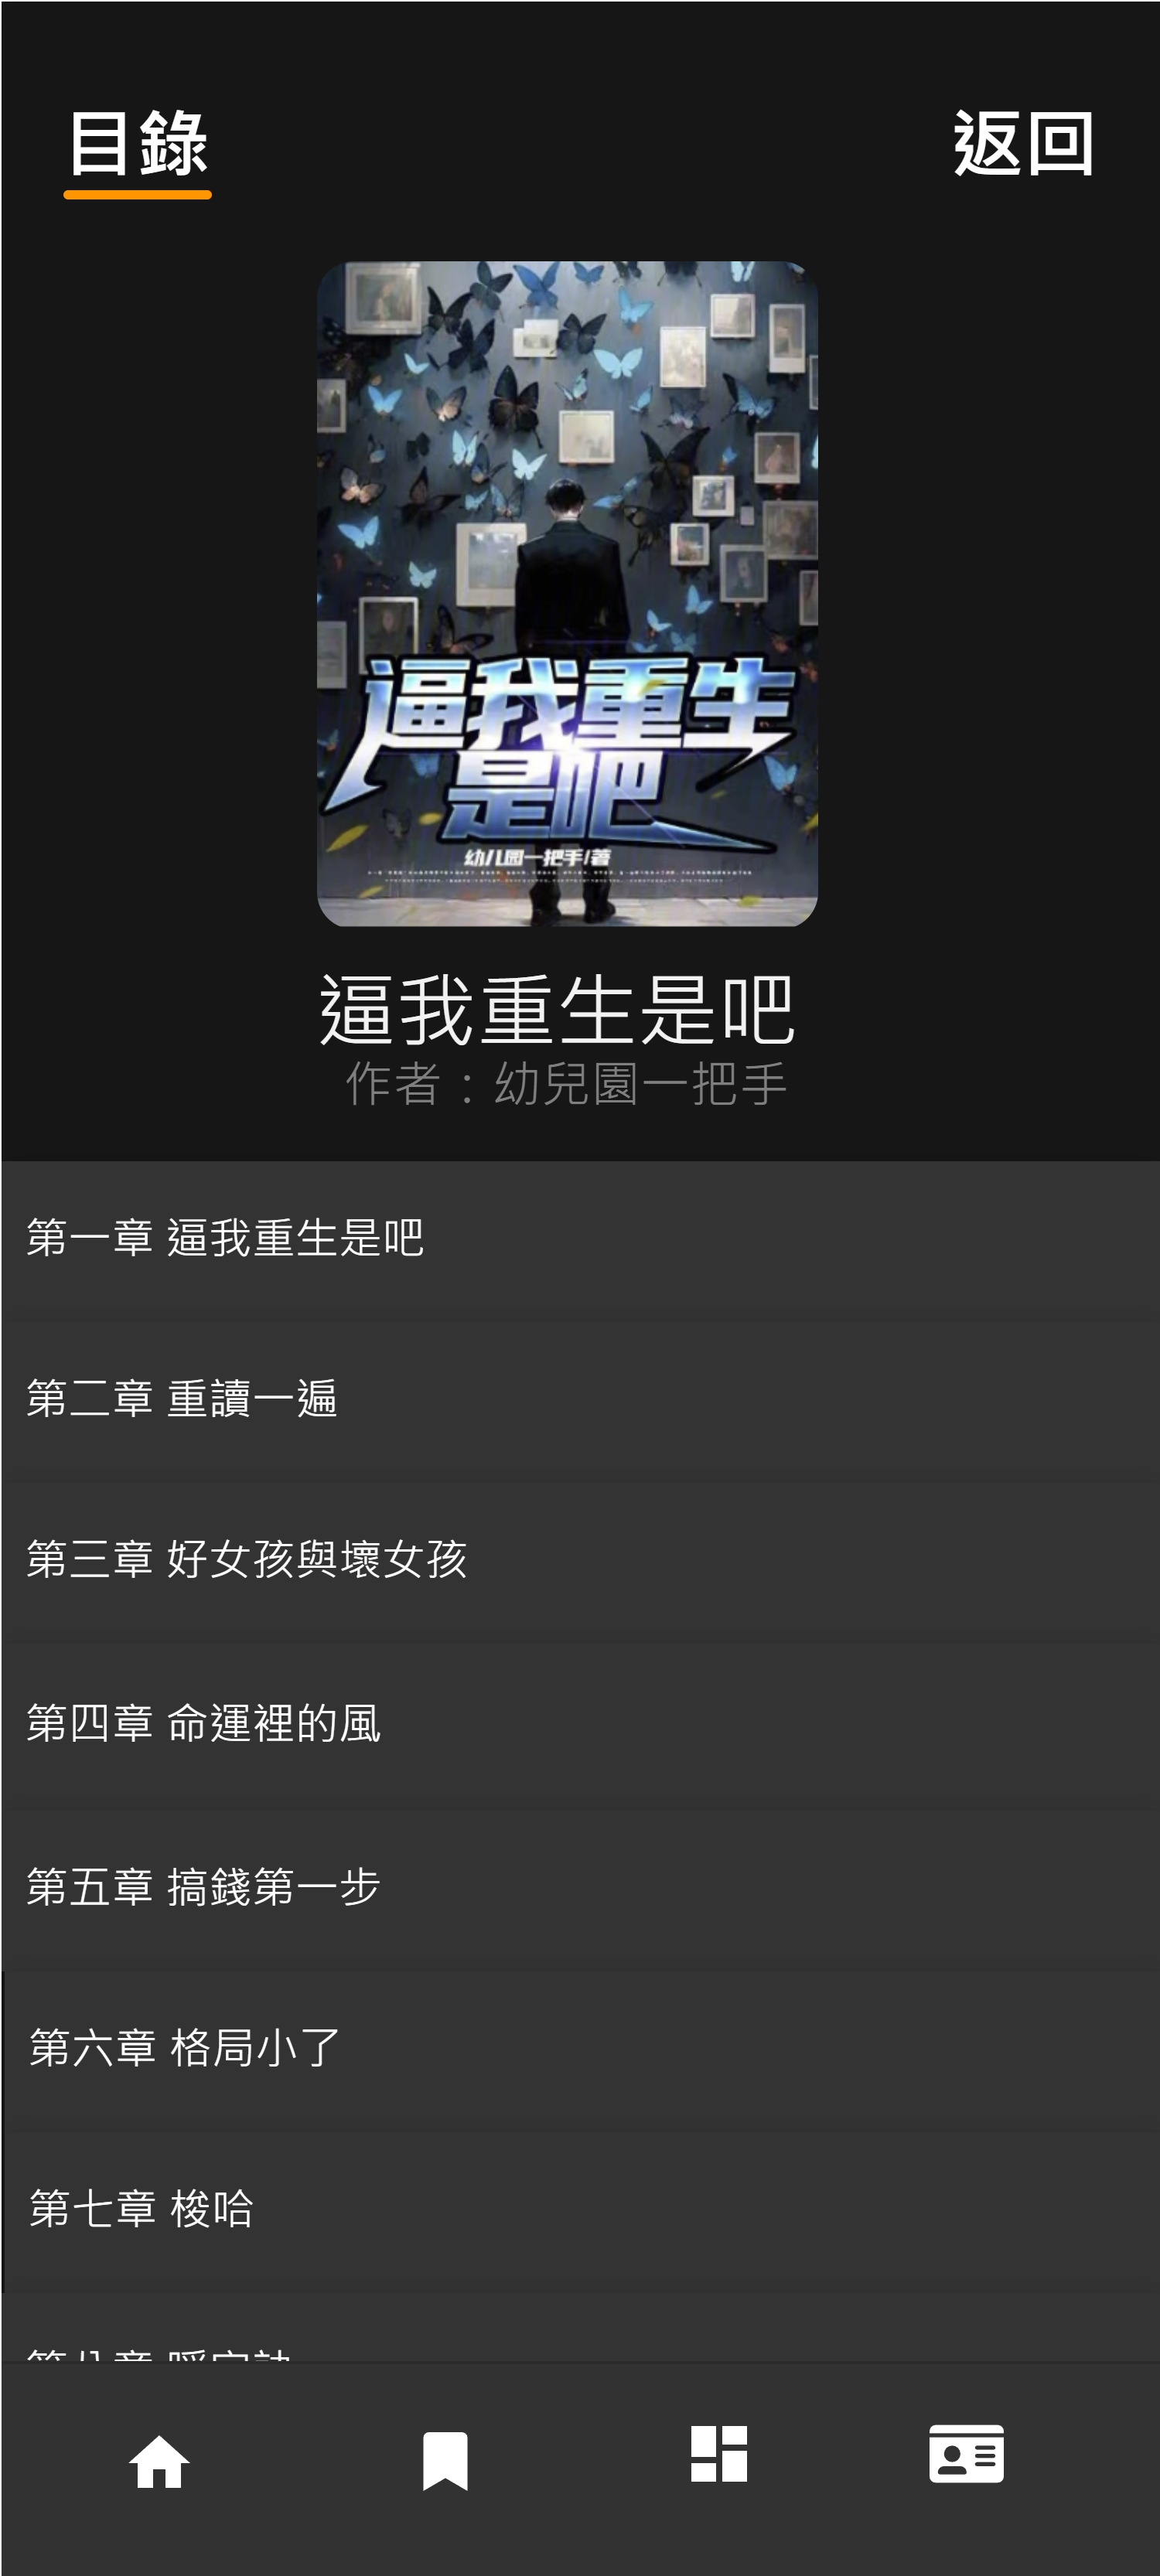 目錄
返回
逼我重生
是吧
幼儿园一把手/著
逼我重生是吧
作者：幼兒園一把手
第一章 逼我重生是吧
第二章 重讀一遍
第三章 好女孩與壞女孩
第四章 命運裡的風
第五章 搞錢第一步
第六章 格局小了
第七章 梭哈
第八章